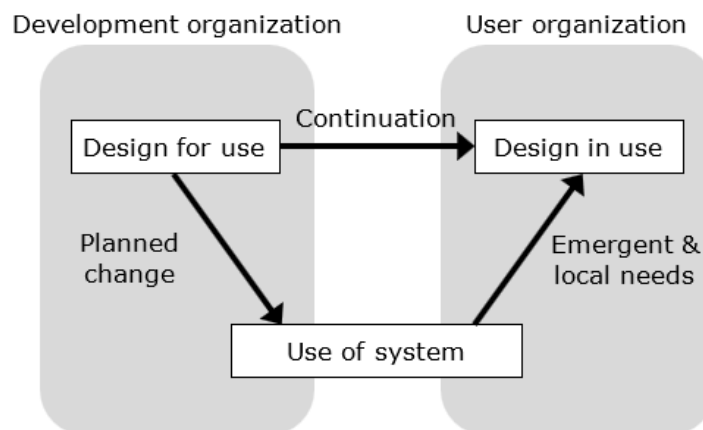 Development organization
User organization
Continuation
Design for use
Design in use
Planned
change
Emergent &
local needs
Use of system